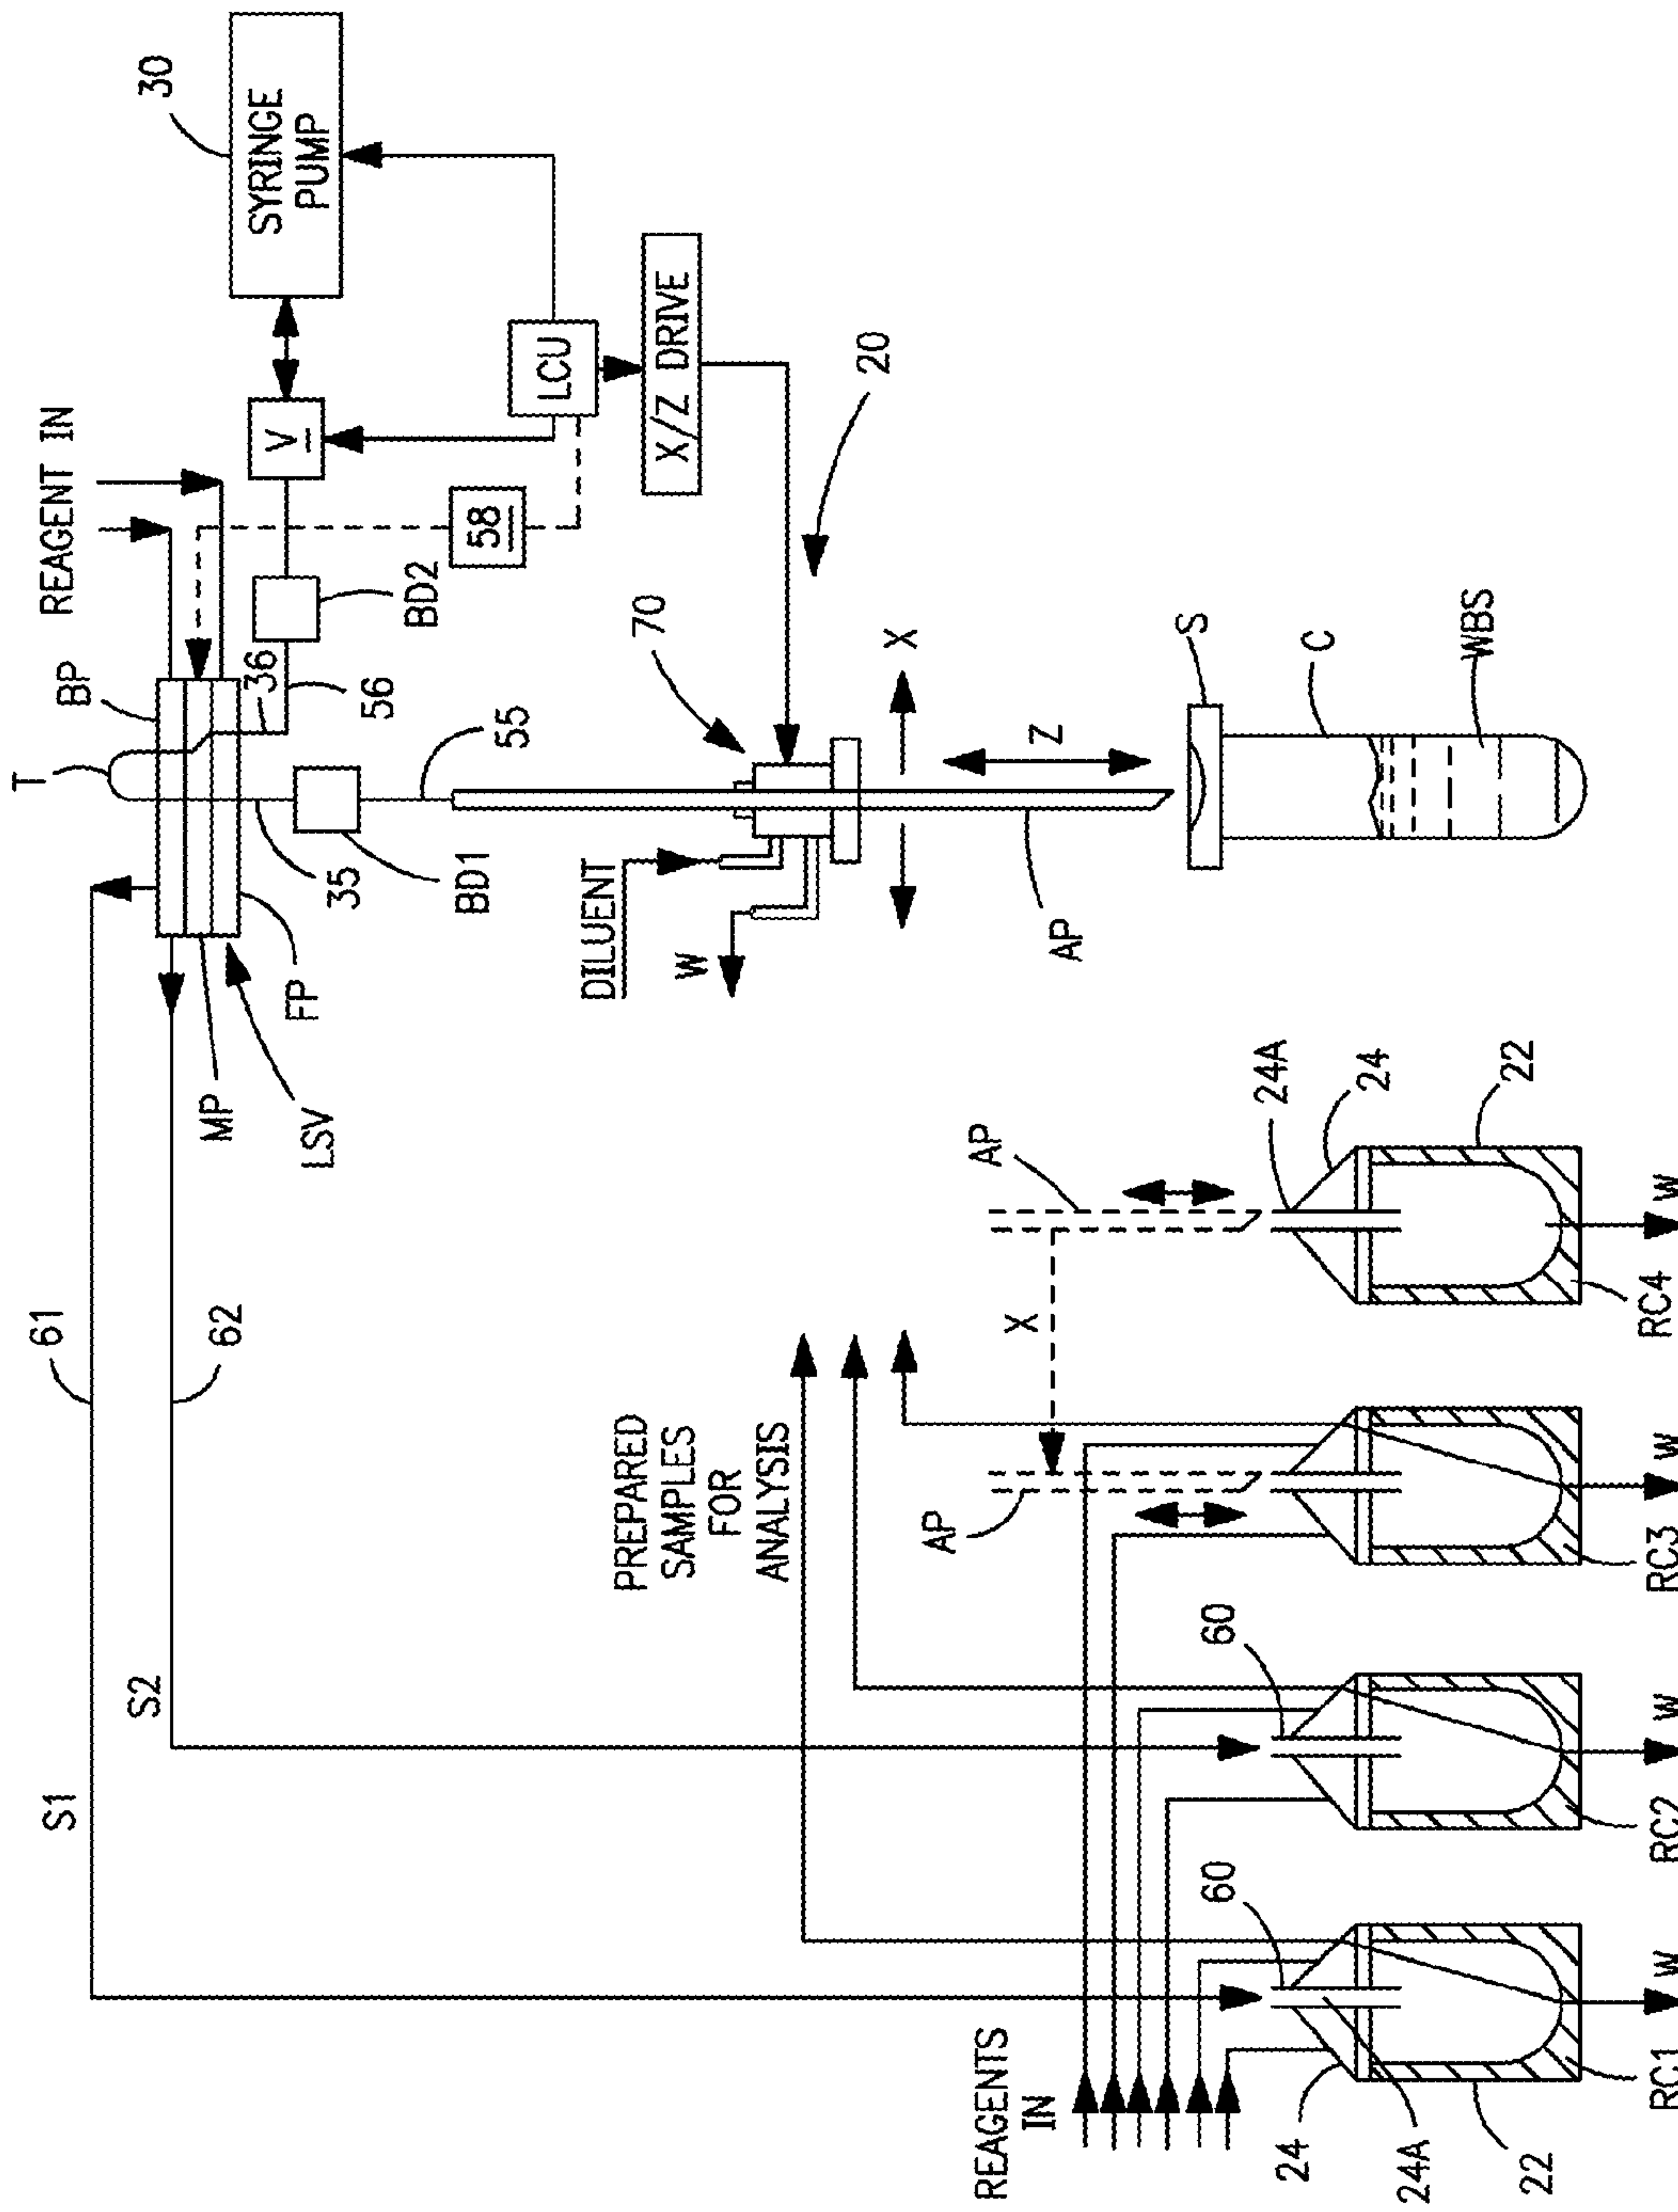 61
S1
S2
62
T
BP
REAGENT IN
30
SYRINGE
PUMP
V
36
35
BD1
BD2
56
58
LCU
X/Z DRIVE
MP
FP
LSV
55
70
20
DILUENT
W
X
Z
AP
S
C
WBS
PREPARED
SAMPLES
FOR
ANALYSIS
X
AP
AP
REAGENTS
IN
60
60
24A
24
22
24
24A
22
RC1
W
RC2
W
RC3
W
RC4
W